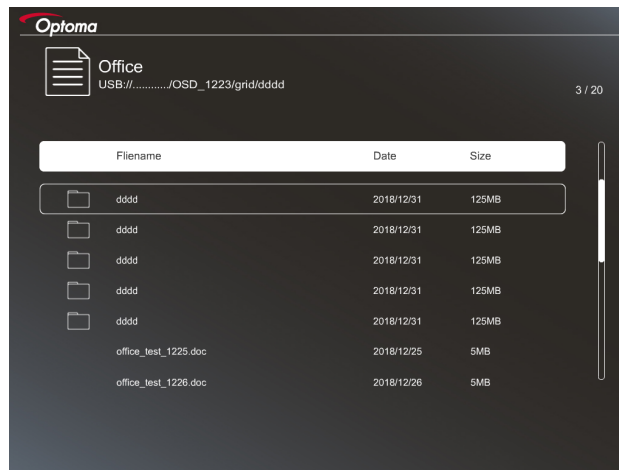 Optoma
Office
USB://.........../OSD_1223/grid/dddd
3 / 20
Fliename Date Size
dddd 2018/12/31 125MB
dddd 2018/12/31 125MB
dddd 2018/12/31 125MB
dddd 2018/12/31 125MB
dddd 2018/12/31 125MB
office_test_1225.doc 2018/12/25 5MB
office_test_1226.doc 2018/12/26 5MB